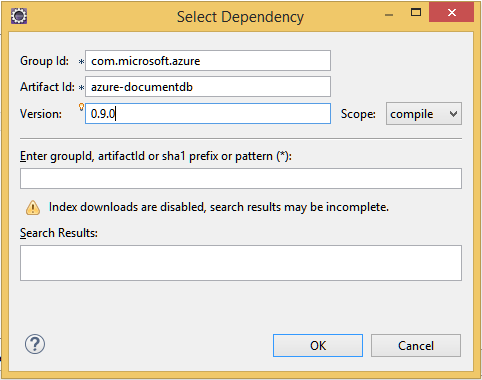 Select Dependency
Group Id: * com.microsoft.azure
Artifact Id: * azure-documentdb
Version: 0.9.0 Scope: compile
Enter groupId, artifactId or sha1 prefix or pattern (*):
Index downloads are disabled, search results may be incomplete.
Search Results:
? OK Cancel